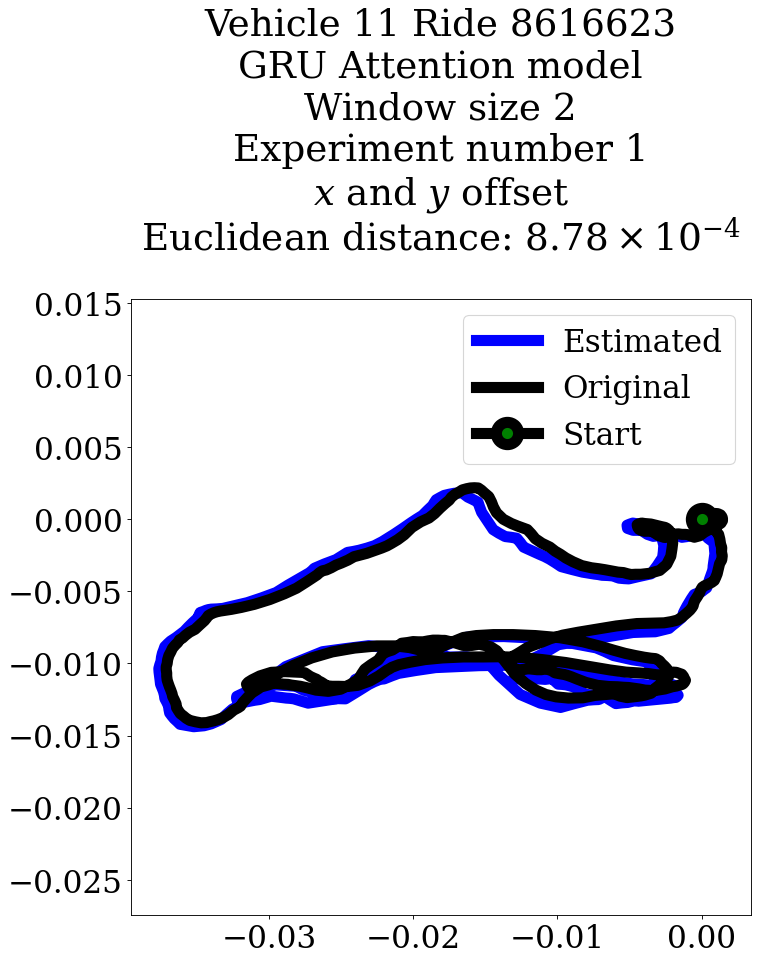 Vehicle 11 Ride 8616623
GRU Attention model
Window size 2
Experiment number 1
x and y offset
Euclidean distance: 8.78 × 10⁻⁴
Estimated
Original
Start
0.015
0.010
0.005
0.000
−0.005
−0.010
−0.015
−0.020
−0.025
−0.03 −0.02 −0.01 0.00